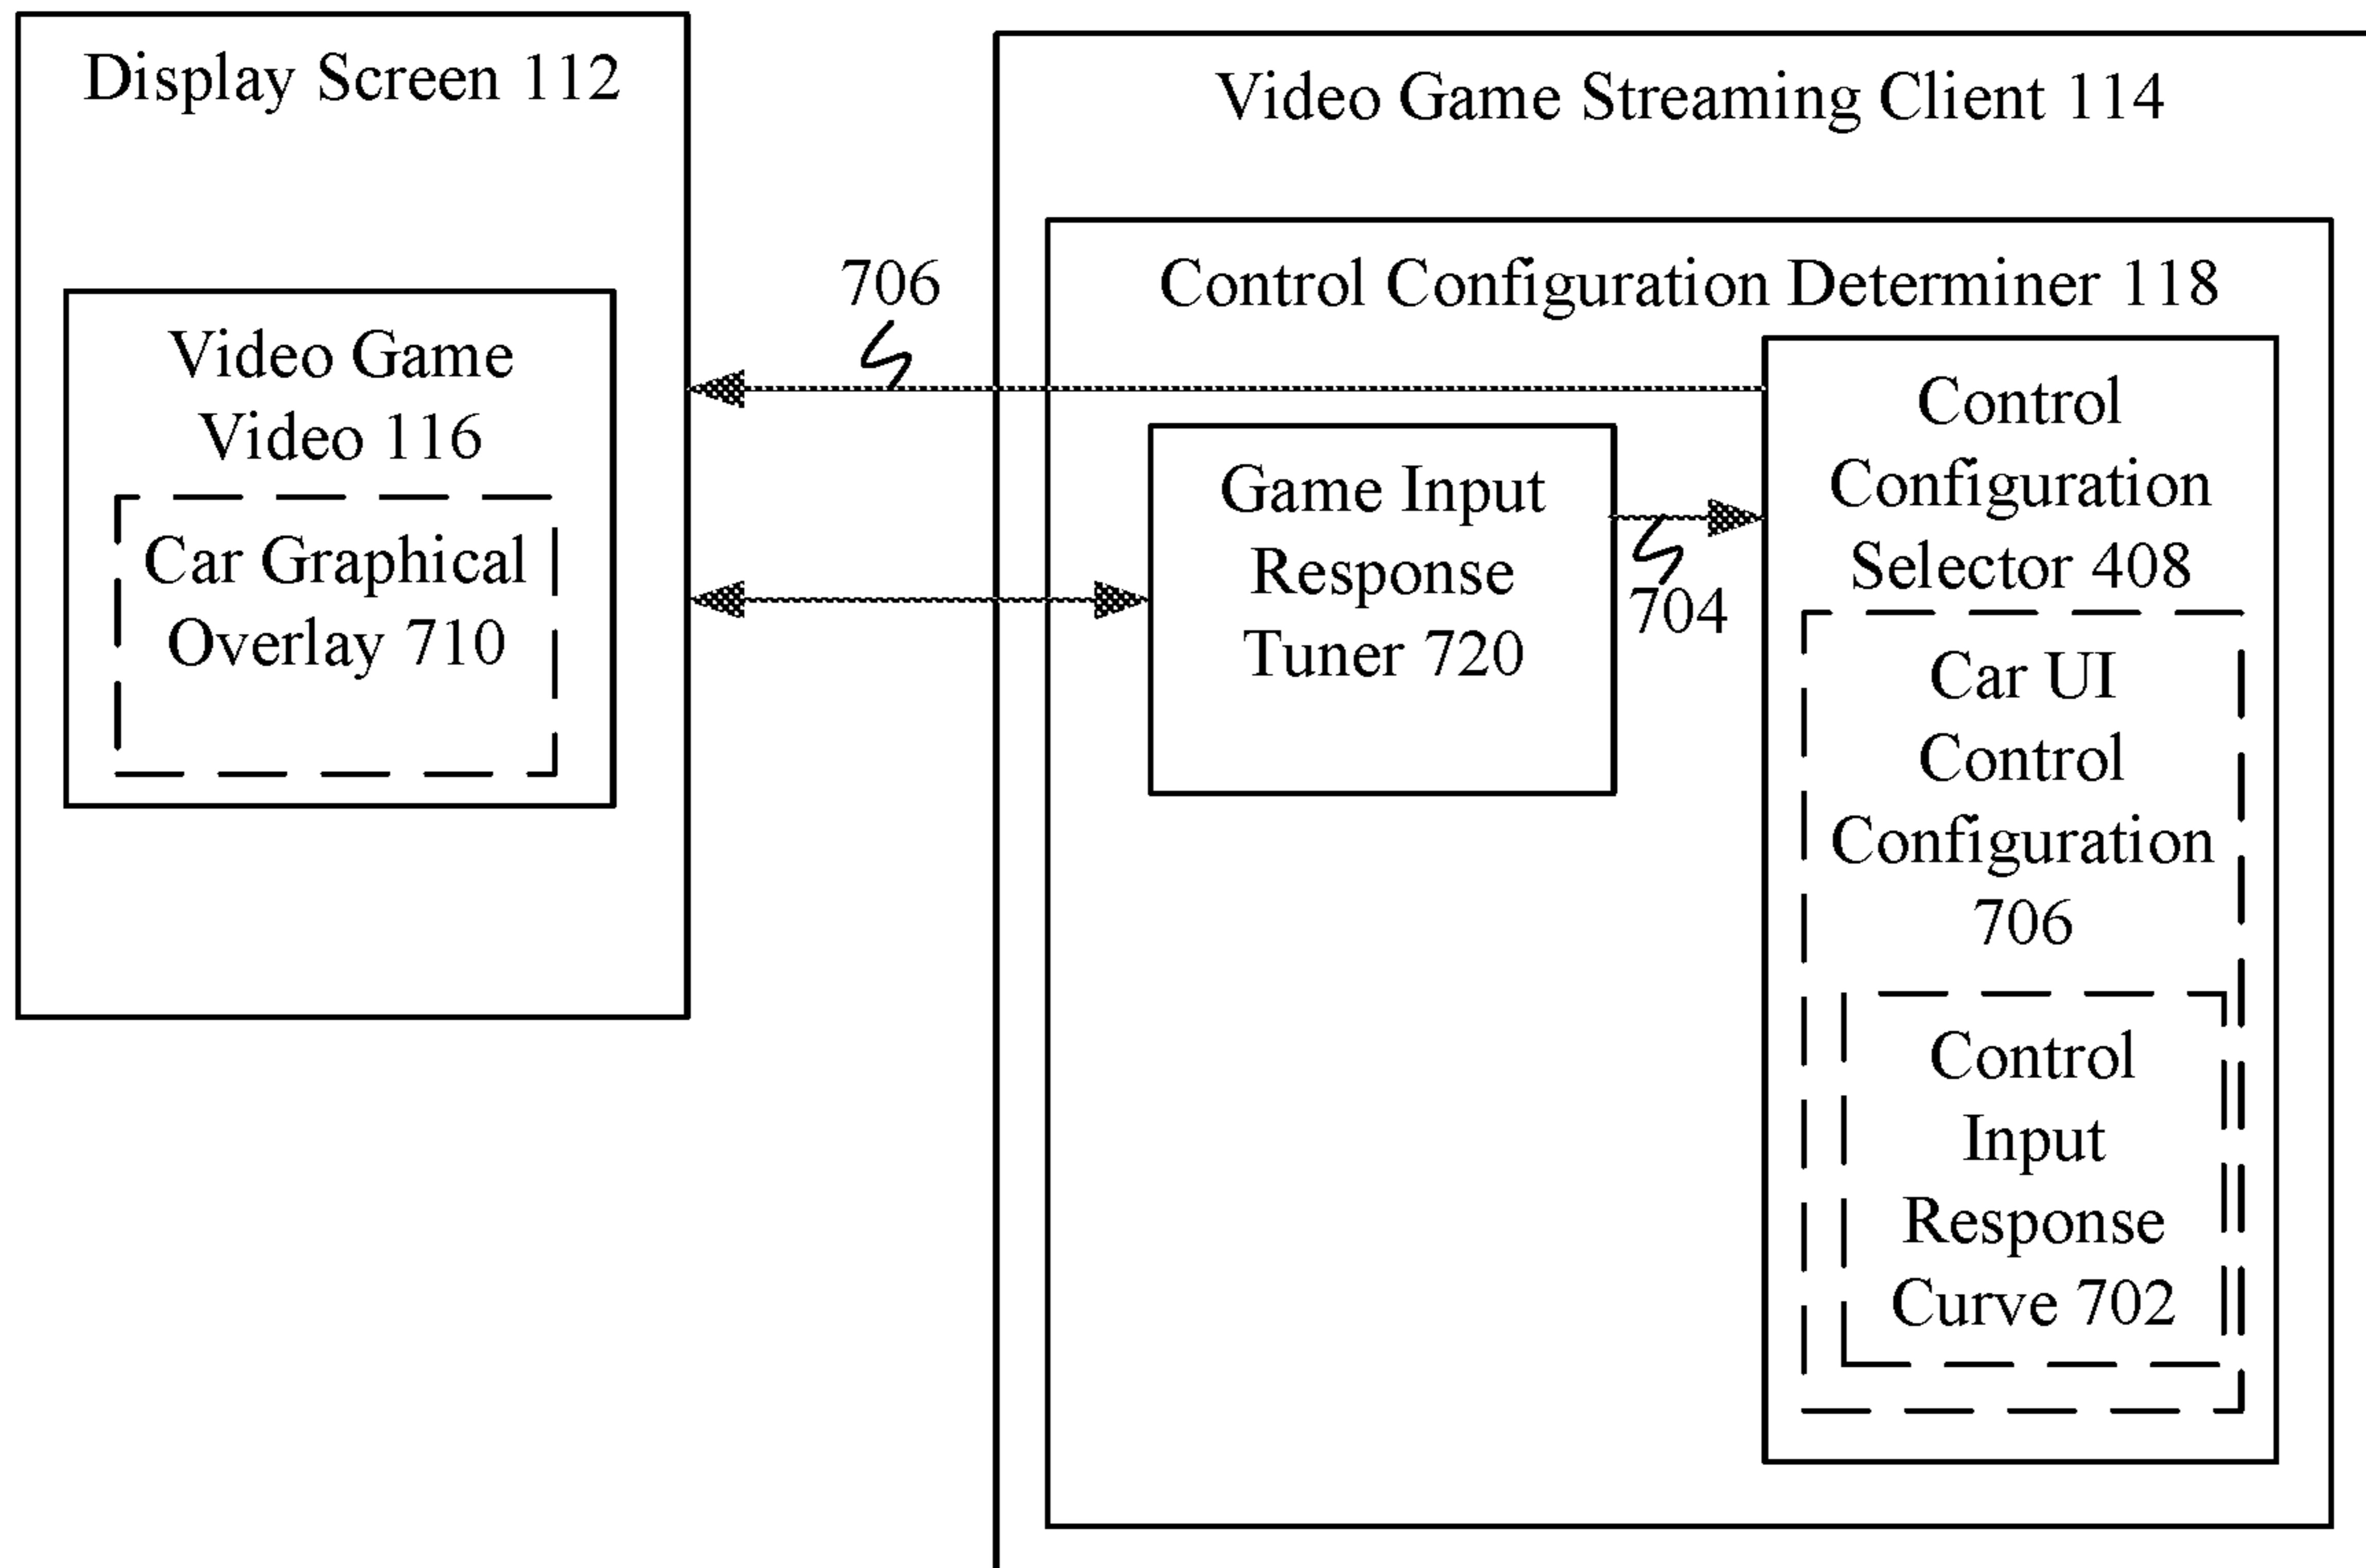 Display Screen 112
Video Game
Video 116
Car Graphical
Overlay 710
706
Video Game Streaming Client 114
Control Configuration Determiner 118
Game Input
Response
Tuner 720
704
Control
Configuration
Selector 408
Car UI
Control
Configuration
706
Control
Input
Response
Curve 702